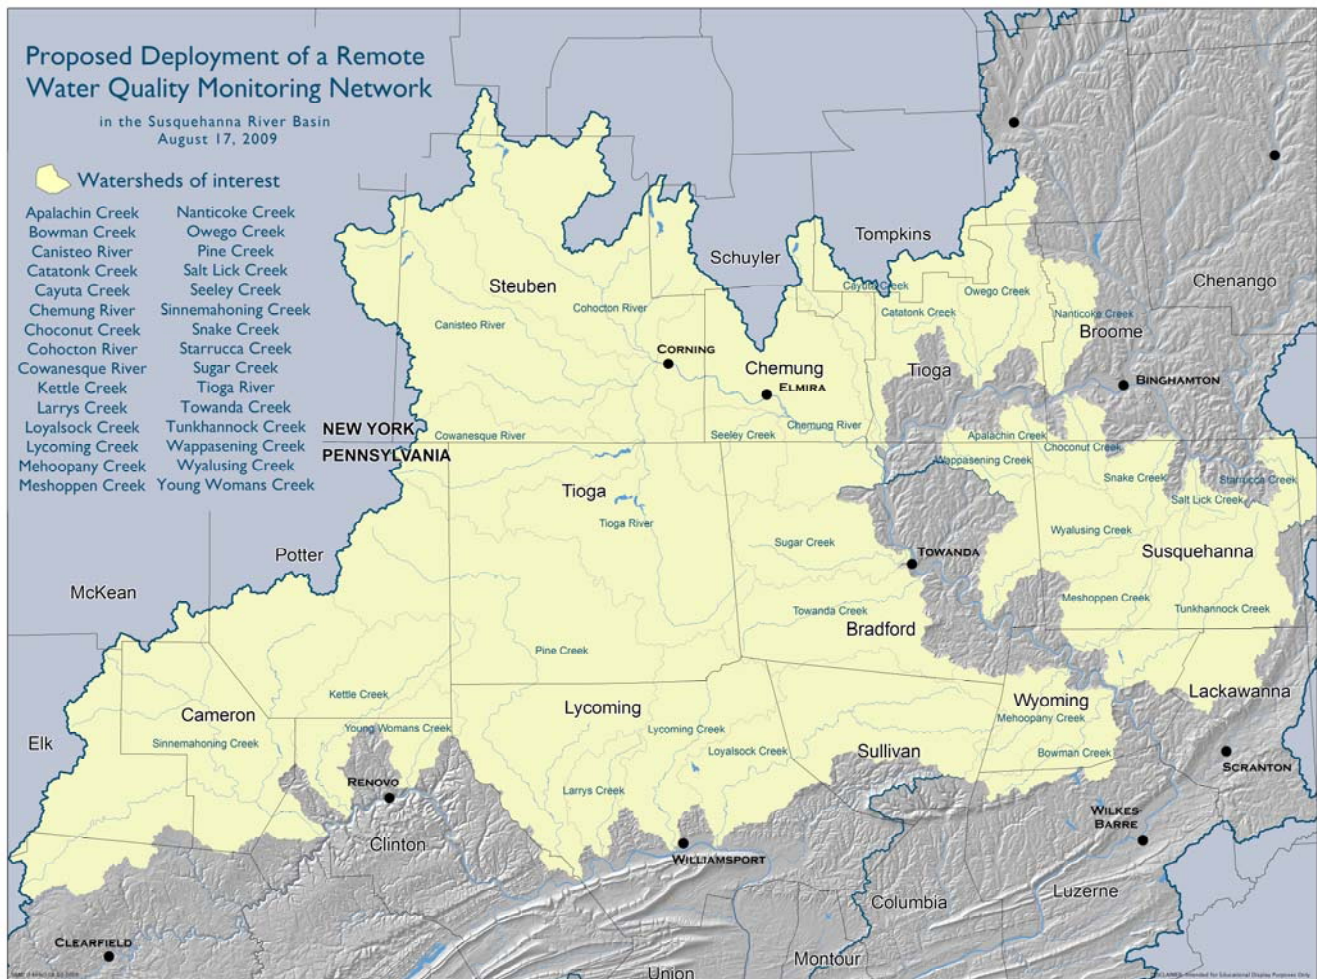 Proposed Deployment of a Remote
Water Quality Monitoring Network
in the Susquehanna River Basin
August 17, 2009
Watersheds of interest
Apalachin Creek
Bowman Creek
Canisteo River
Catatonk Creek
Cayuta Creek
Chemung River
Choconut Creek
Cohocton River
Cowanesque River
Kettle Creek
Larrys Creek
Loyalsock Creek
Lycoming Creek
Mehoopany Creek
Meshoppen Creek
Nanticoke Creek
Owego Creek
Pine Creek
Salt Lick Creek
Seeley Creek
Sinnemahoning Creek
Snake Creek
Starrucca Creek
Sugar Creek
Tioga River
Towanda Creek
Tunkhannock Creek
Wappasening Creek
Wyalusing Creek
Young Womans Creek
NEW YORK
PENNSYLVANIA
Tompkins
Schuyler
Chenango
Steuben
Cayuta Creek
Owego Creek
Cohocton River
Catatonk Creek
Nanticoke Creek
Canisteo River
Broome
CORNING
Chemung
Tioga
ELMIRA
BINGHAMTON
Chemung River
Cowanesque River
Seeley Creek
Apalachin Creek
Choconut Creek
Wappasening Creek
Snake Creek
Starrucca Creek
Tioga
Salt Lick Creek
Tioga River
Wyalusing Creek
Sugar Creek
Potter
TOWANDA
Susquehanna
McKean
Meshoppen Creek
Towanda Creek
Tunkhannock Creek
Bradford
Pine Creek
Kettle Creek
Lackawanna
Wyoming
Lycoming
Cameron
Mehoopany Creek
Young Womans Creek
Lycoming Creek
Elk
Sinnemahoning Creek
Loyalsock Creek
Sullivan
Bowman Creek
SCRANTON
RENOVO
Larrys Creek
WILKES-
BARRE
Clinton
WILLIAMSPORT
Luzerne
Columbia
CLEARFIELD
Montour
Union